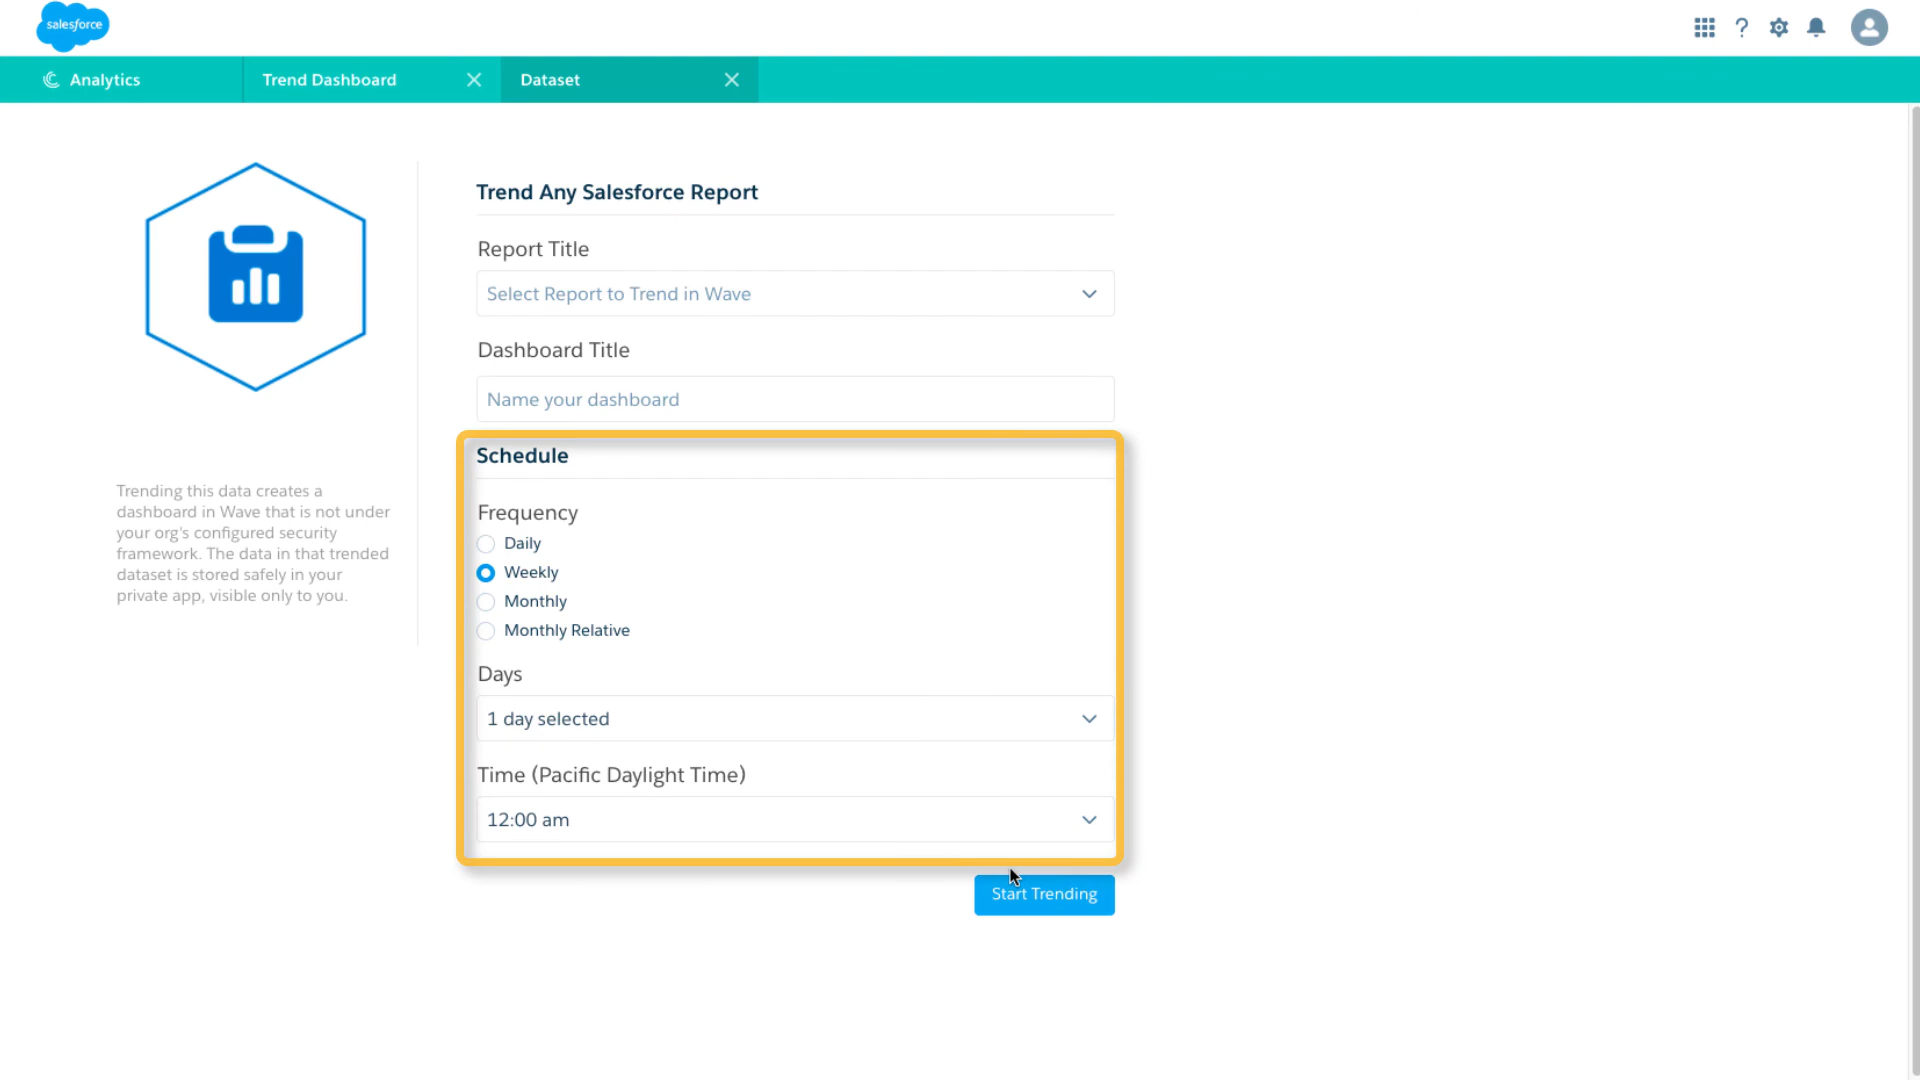 salesforce
Analytics
Trend Dashboard
Dataset
Trend Any Salesforce Report
Report Title
Select Report to Trend in Wave
Dashboard Title
Name your dashboard
Schedule
Frequency
Daily
Weekly
Monthly
Monthly Relative
Days
1 day selected
Time (Pacific Daylight Time)
12:00 am
Start Trending
Trending this data creates a
dashboard in Wave that is not under
your org's configured security
framework. The data in that trended
dataset is stored safely in your
private app, visible only to you.